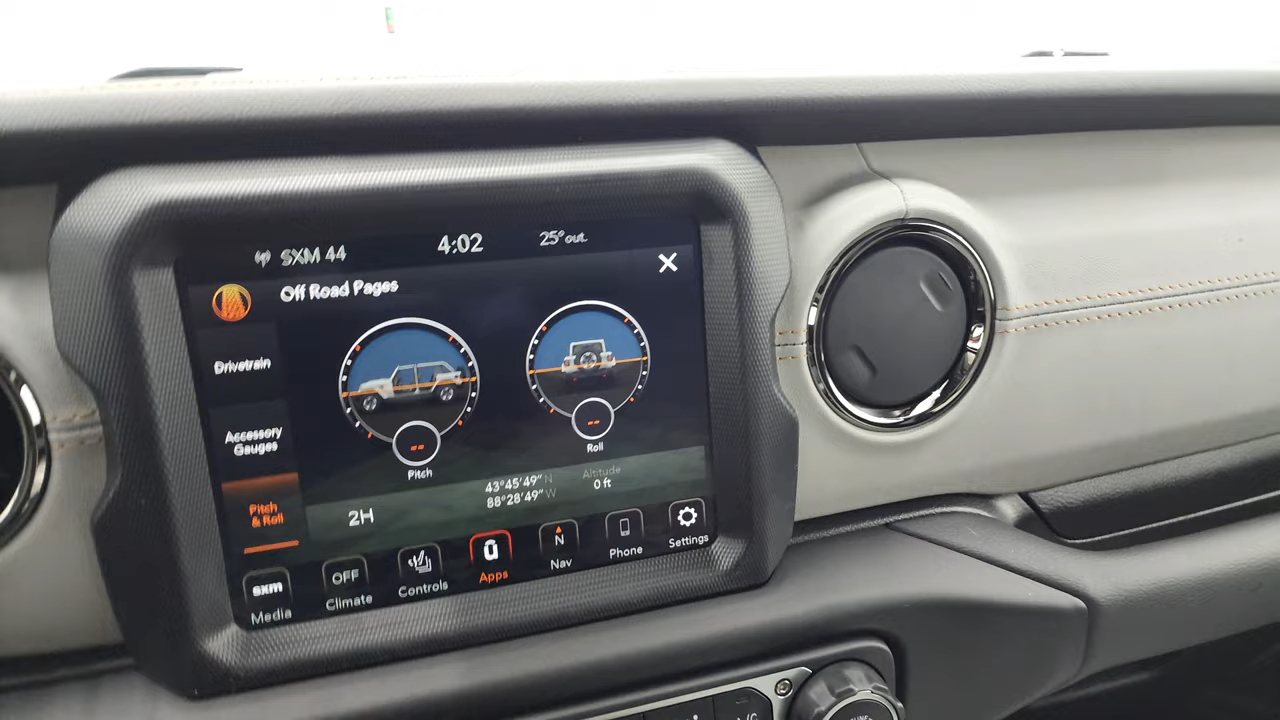 SXM 44
4:02
25° out.
Off Road Pages
Drivetrain
Accessory
Gauges
Pitch
& Roll
--
Pitch
--
Roll
2H
43°45'49" N
88°28'49" W
Altitude
0 ft
sxm
Media
OFF
Climate
Controls
Apps
N
Nav
Phone
Settings
A/C